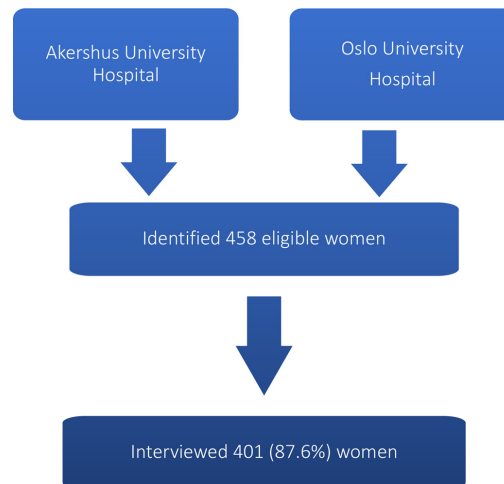 Akershus University
Hospital
Oslo University
Hospital
Identified 458 eligible women
Interviewed 401 (87.6%) women